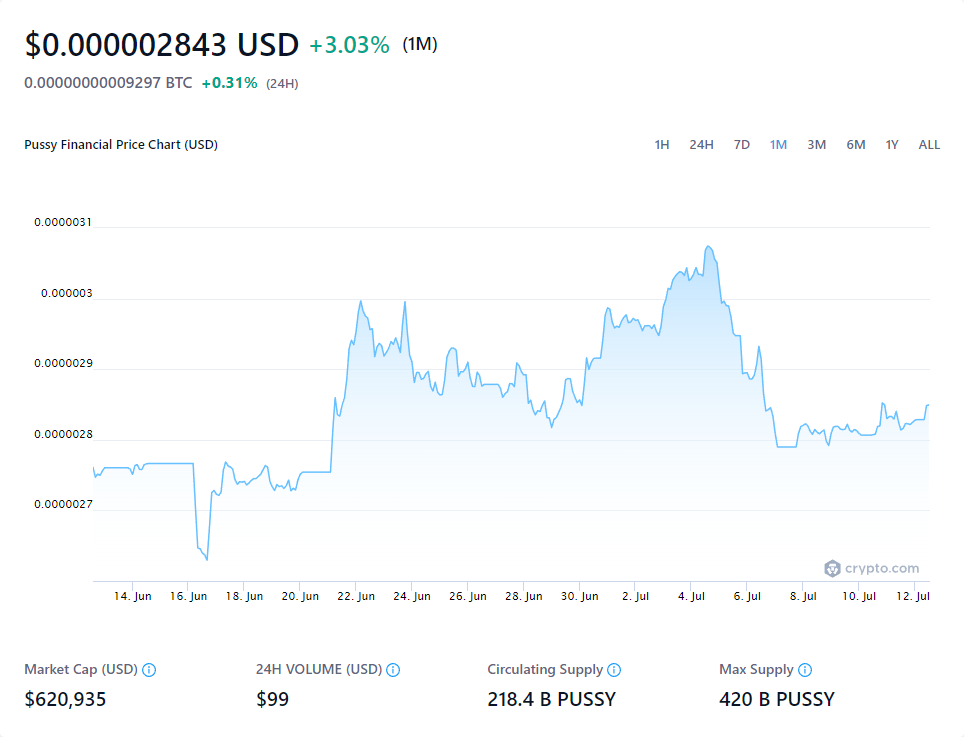 $0.000002843 USD +3.03% (1M)
0.00000000009297 BTC +0.31% (24H)
Pussy Financial Price Chart (USD)
1H 24H 7D 1M 3M 6M 1Y ALL
0.0000031
0.000003
0.0000029
0.0000028
0.0000027
crypto.com
14. Jun 16. Jun 18. Jun 20. Jun 22. Jun 24. Jun 26. Jun 28. Jun 30. Jun 2. Jul 4. Jul 6. Jul 8. Jul 10. Jul 12. Jul
Market Cap (USD) 24H VOLUME (USD) Circulating Supply Max Supply
$620,935 $99 218.4 B PUSSY 420 B PUSSY